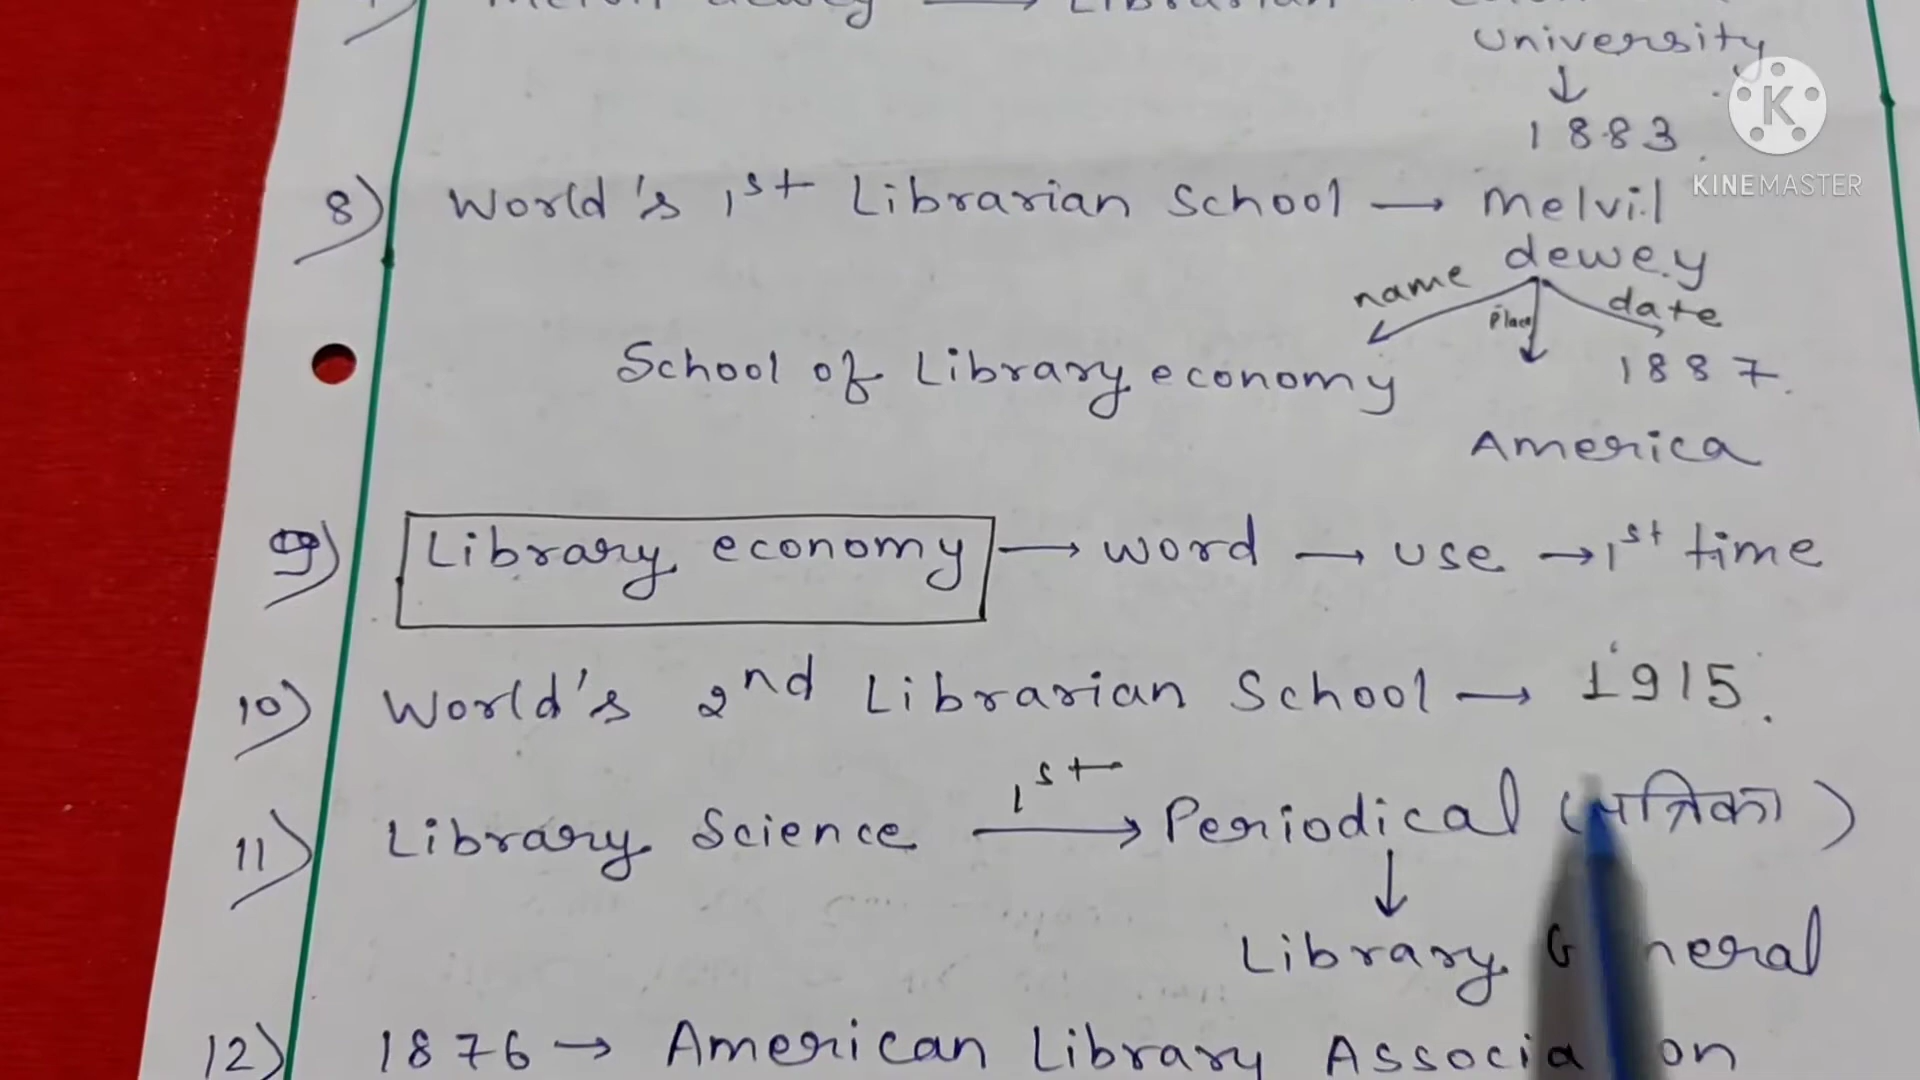 University
1883
KINEMASTER
8) World's 1st Librarian School → Melvil
dewey
name
Place
date
School of Library economy
1887.
America
9) Library economy → word → use → 1st time
10) World's 2nd Librarian School → 1915.
11) Library Science 1st → Periodical (पत्रिका)
Library
12) 1876 → American Library